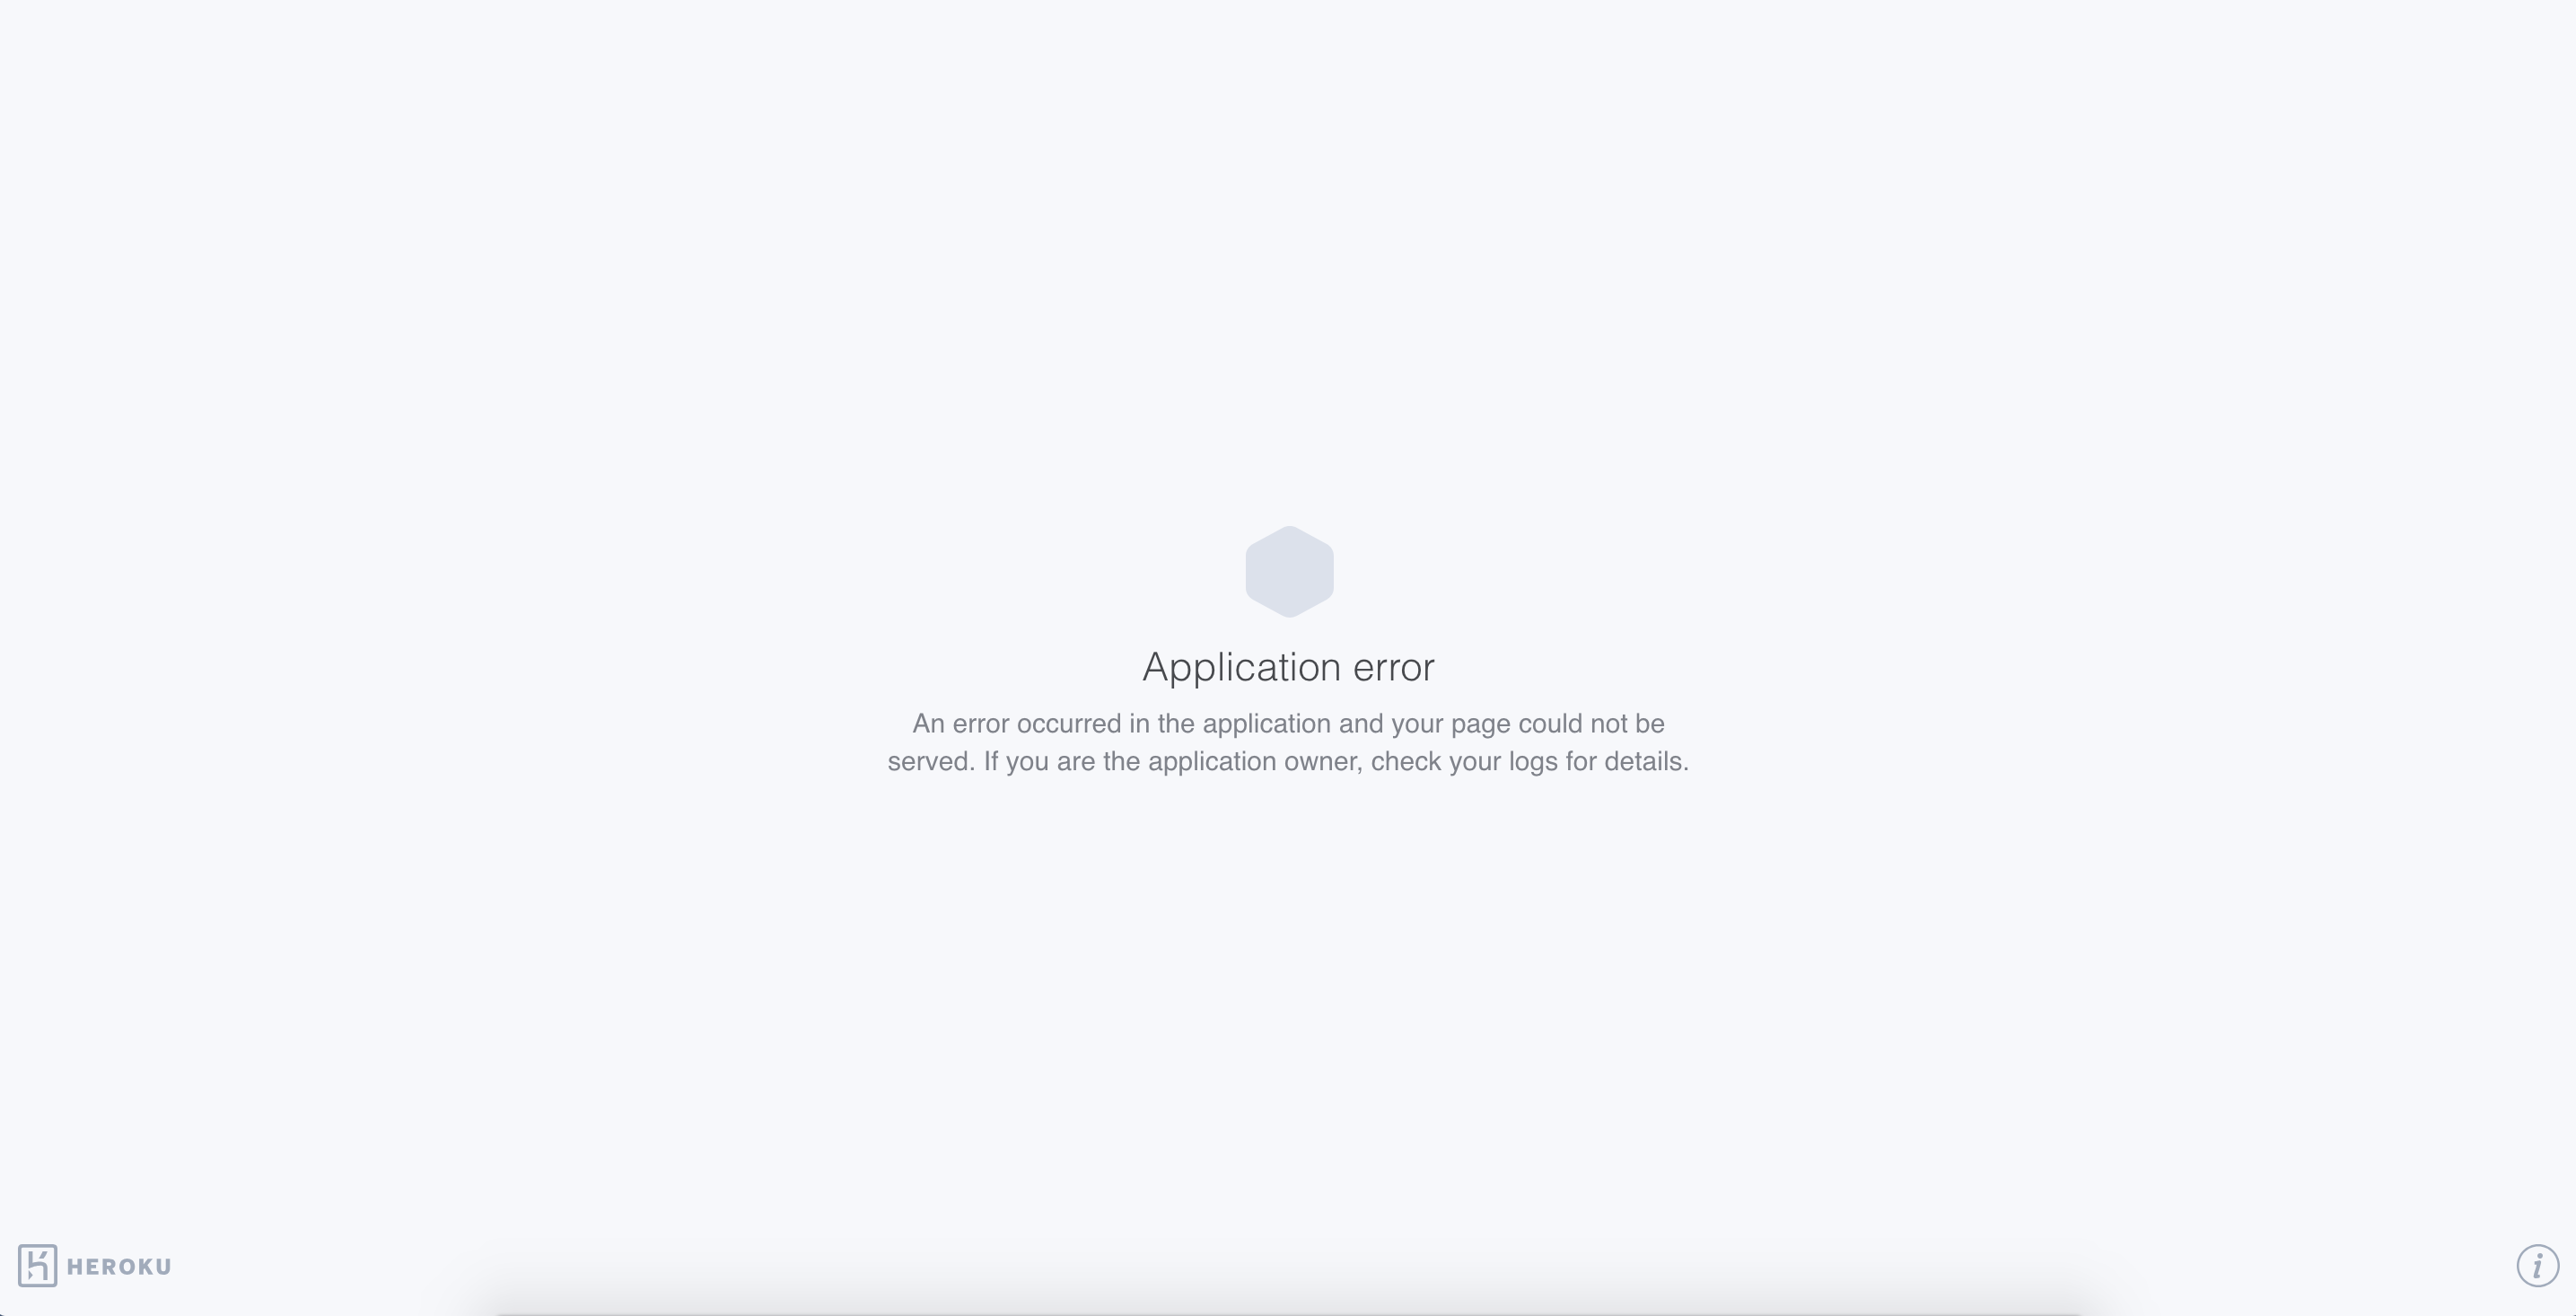 Application error
An error occurred in the application and your page could not be
served. If you are the application owner, check your logs for details.
HEROKU
i